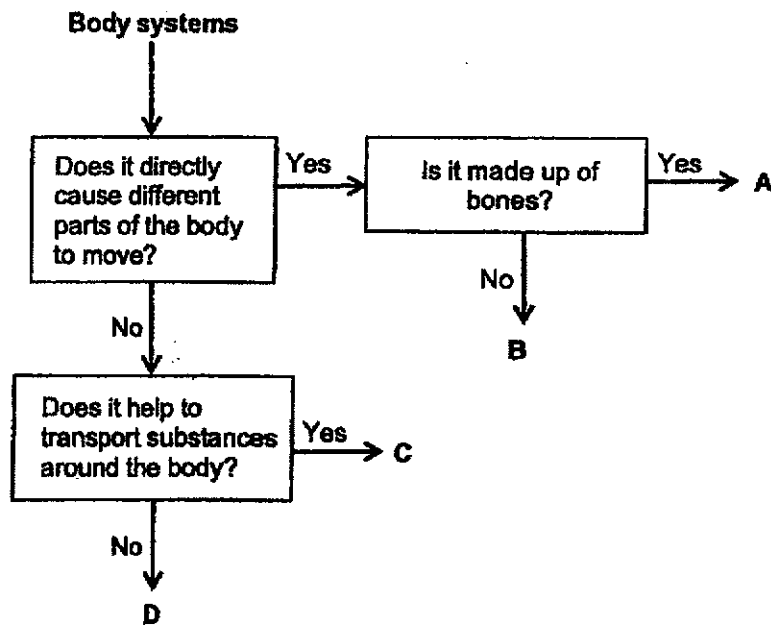 Body systems
Does it directly
cause different
parts of the body
to move?
Yes
Is it made up of
bones?
Yes
A
No
B
No
Does it help to
transport substances
around the body?
Yes
C
No
D